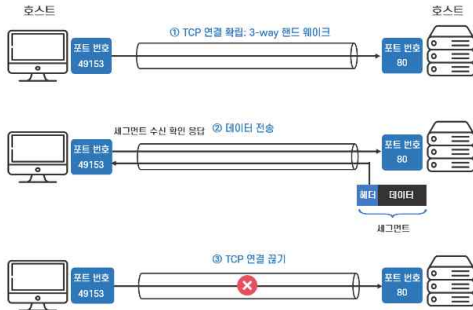 호스트
호스트
① TCP 연결 확립: 3-way 핸드 웨이크
포트 번호
49153
포트 번호
80
세그먼트 수신 확인 응답
② 데이터 전송
포트 번호
49153
포트 번호
80
헤더
데이터
세그먼트
③ TCP 연결 끊기
포트 번호
49153
포트 번호
80